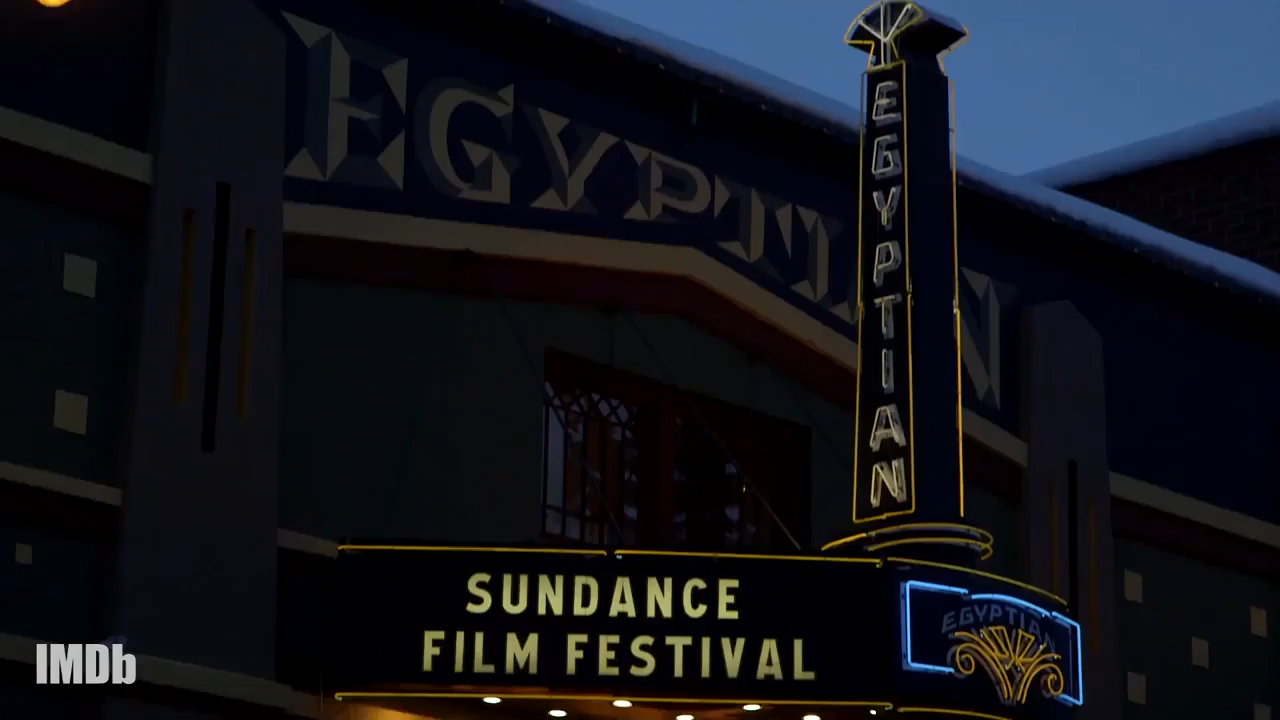 EGYPTIAN
EGYPTIAN
SUNDANCE
FILM FESTIVAL
EGYPTIAN
IMDb